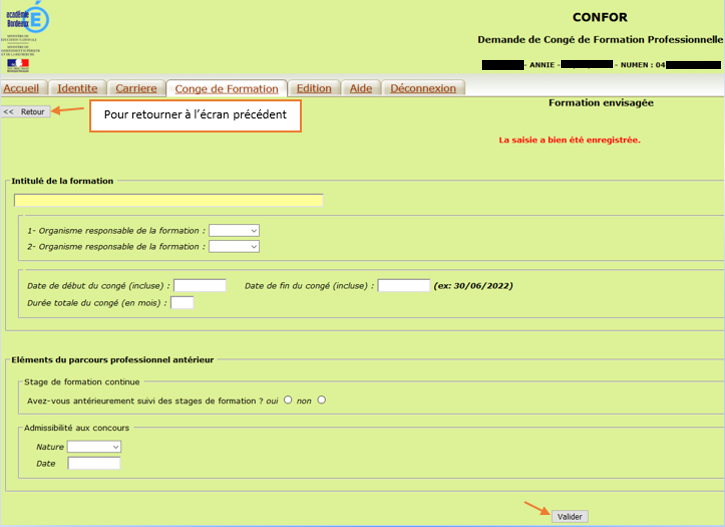 académie
Bordeaux
CONFOR
Demande de Congé de Formation Professionnelle
- ANNIE - - NUMEN : 04
Accueil Identite Carriere Conge de Formation Edition Aide Déconnexion
<< Retour
Pour retourner à l'écran précédent
Formation envisagée
La saisie a bien été enregistrée.
Intitulé de la formation
1- Organisme responsable de la formation :
2- Organisme responsable de la formation :
Date de début du congé (incluse) : Date de fin du congé (incluse) : (ex: 30/06/2022)
Durée totale du congé (en mois) :
Eléments du parcours professionnel antérieur
Stage de formation continue
Avez-vous antérieurement suivi des stages de formation ? oui non
Admissibilité aux concours
Nature
Date
Valider